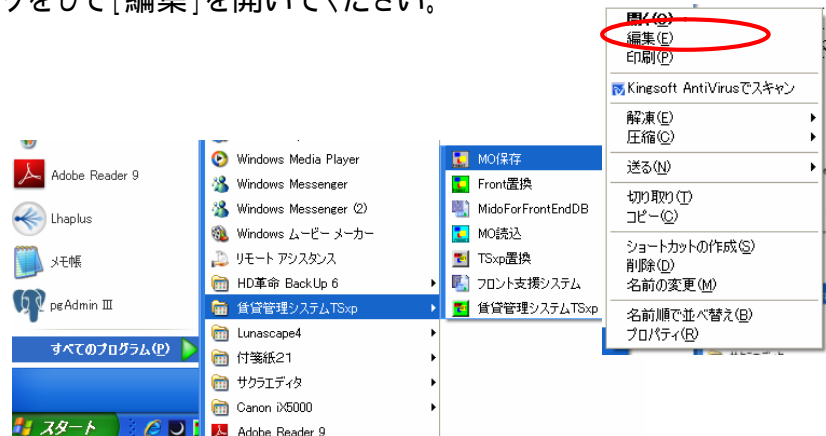 クをして[編集]を開いてください。
開く(O)
編集(E)
印刷(P)
Kingsoft AntiVirusでスキャン
解凍(E)
圧縮(C)
送る(N)
切り取り(T)
コピー(C)
ショートカットの作成(S)
削除(D)
名前の変更(M)
名前順で並べ替え(B)
プロパティ(R)
Adobe Reader 9
Lhaplus
メモ帳
pgAdmin III
すべてのプログラム(P)
スタート
Windows Media Player
Windows Messenger
Windows Messenger (2)
Windows ムービー メーカー
リモート アシスタンス
HD革命 BackUp 6
賃貸管理システムTSxp
Lunascape4
付箋紙21
サクラエディタ
Canon iX5000
Adobe Reader 9
MO保存
Front置換
MidoForFrontEndDB
MO読込
TSxp置換
フロント支援システム
賃貸管理システムTSxp